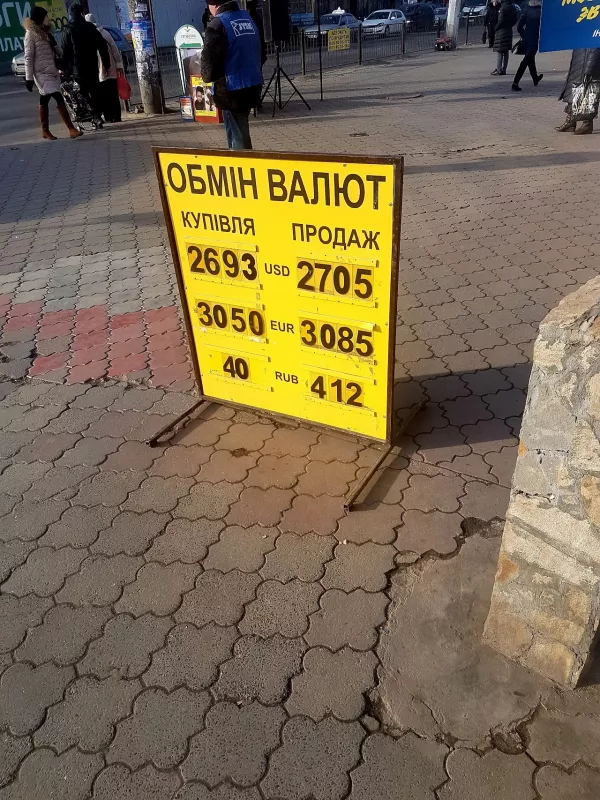 ОБМІН ВАЛЮТ
КУПІВЛЯ ПРОДАЖ
2693 USD 2705
3050 EUR 3085
40 RUB 412